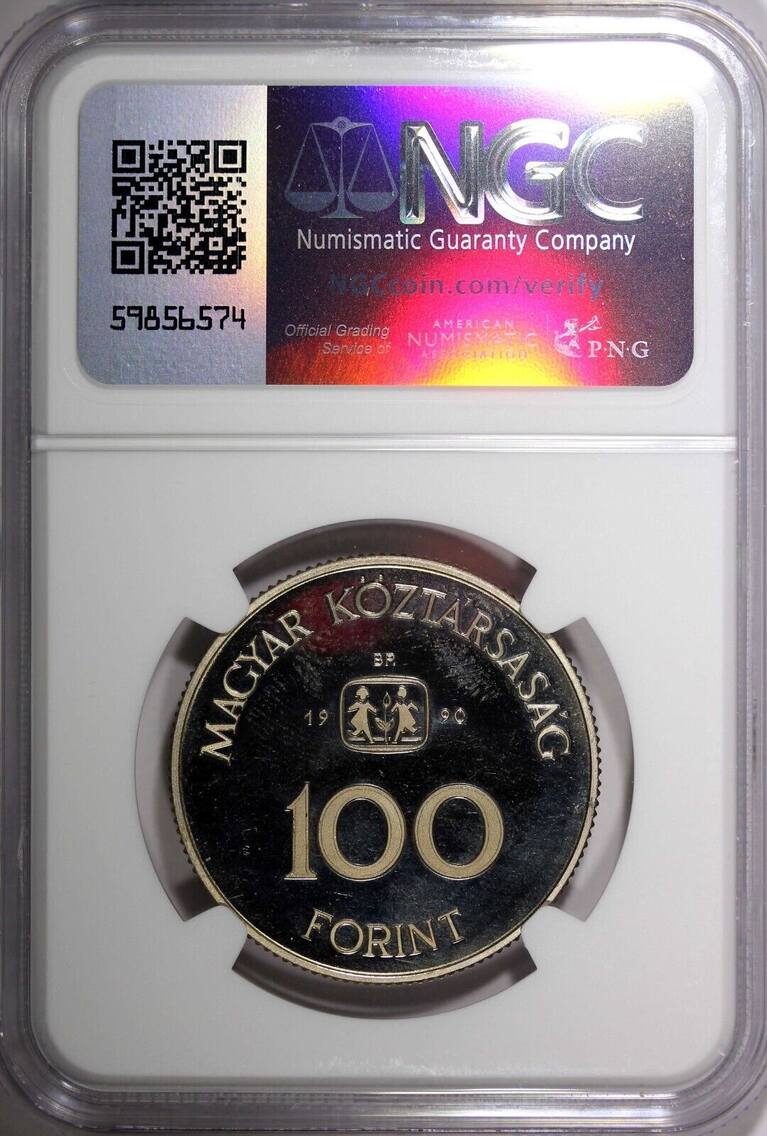 NGC
Numismatic Guaranty Company
NGCcoin.com/verify
59856574
Official Grading
Service of
AMERICAN
NUMISMATIC
ASSOCIATION
P·N·G
MAGYAR KÖZTÁRSASÁG
BP.
19 90
100
FORINT